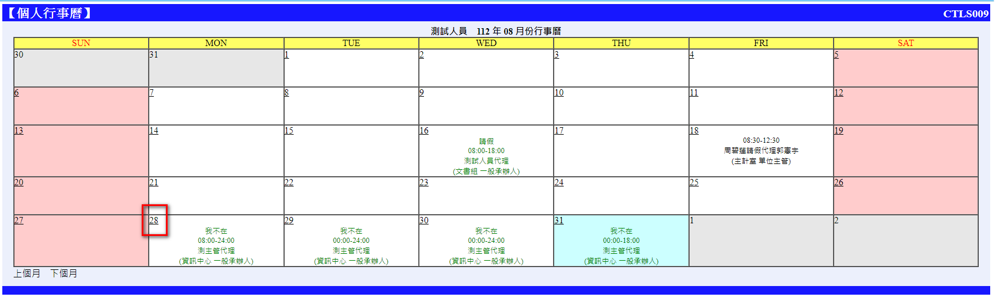 【個人行事曆】 CTLS009
測試人員 112 年 08 月份行事曆
SUN MON TUE WED THU FRI SAT
30 31 1 2 3 4 5
6 7 8 9 10 11 12
13 14 15 16 17 18 19
請假
08:00-18:00
測試人員代理
(文書組 一般承辦人)
08:30-12:30
周碧蓮請假代理郭憲宇
(主計室 單位主管)
20 21 22 23 24 25 26
27 28 29 30 31 1 2
我不在
08:00-24:00
測主管代理
(資訊中心 一般承辦人)
我不在
00:00-24:00
測主管代理
(資訊中心 一般承辦人)
我不在
00:00-24:00
測主管代理
(資訊中心 一般承辦人)
我不在
00:00-18:00
測主管代理
(資訊中心 一般承辦人)
上個月 下個月